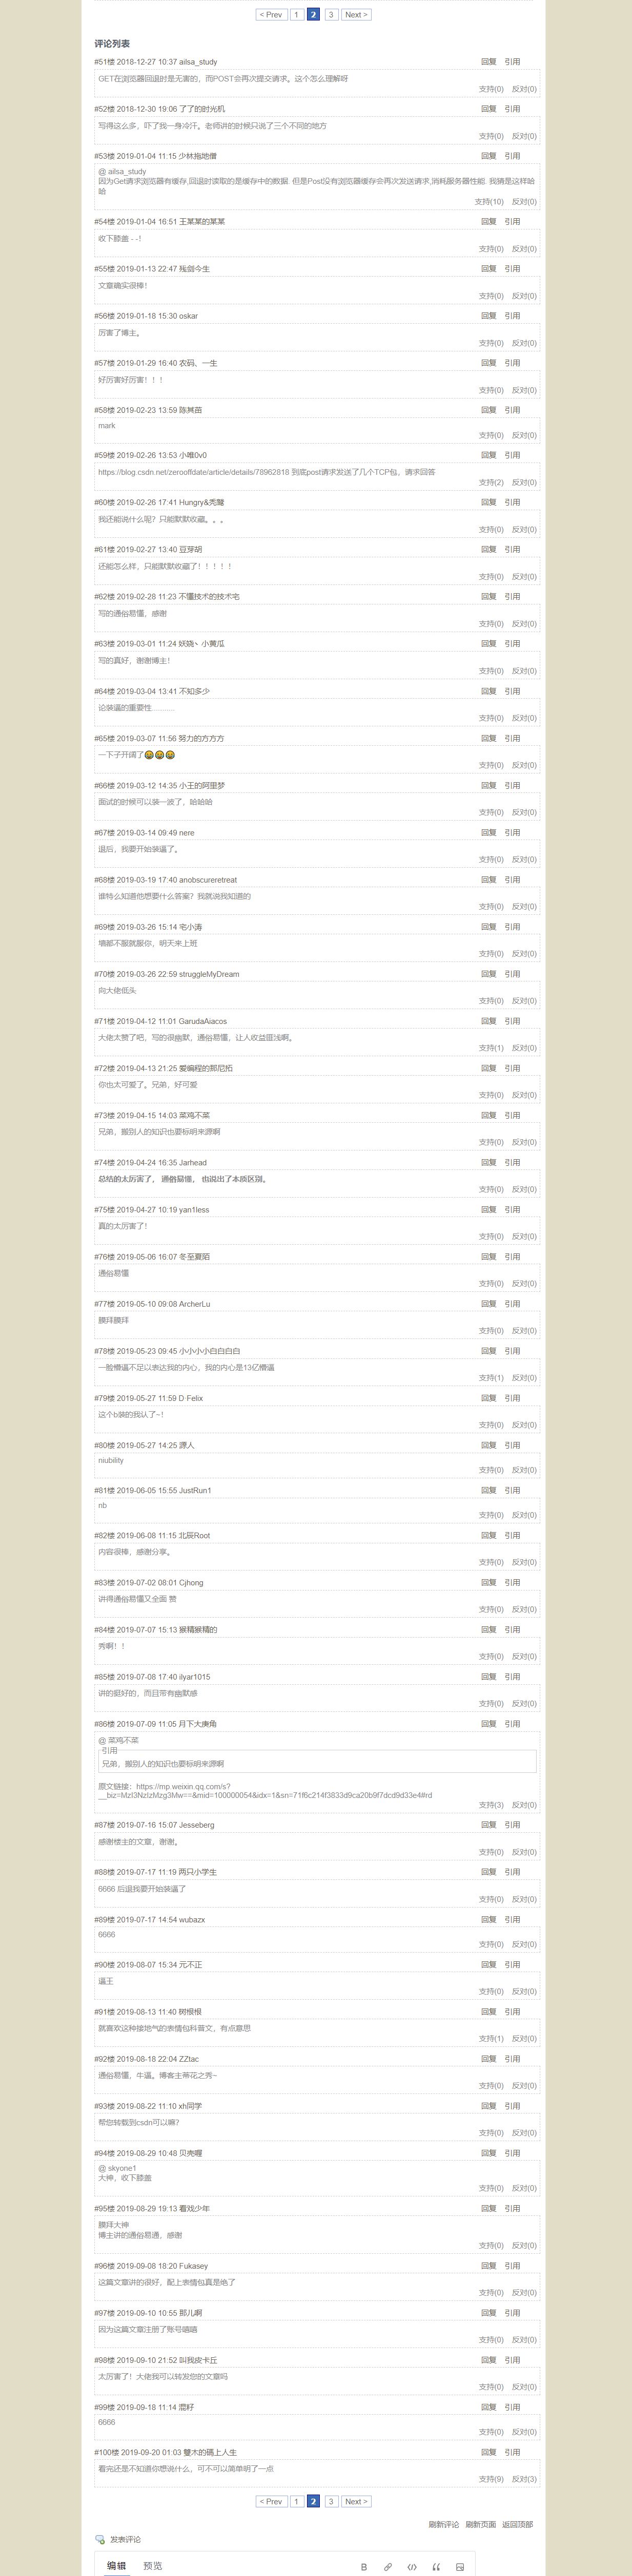 < Prev 1 2 3 Next >
评论列表
#51楼 2018-12-27 10:37 ailsa_study 回复 引用
GET在浏览器回退时是无害的，而POST会再次提交请求。这个怎么理解呀
支持(0) 反对(0)
#52楼 2018-12-30 19:06 了了的时光机 回复 引用
写得这么多，吓了我一身冷汗。老师讲的时候只说了三个不同的地方
支持(0) 反对(0)
#53楼 2019-01-04 11:15 少林拖地僧 回复 引用
@ ailsa_study
因为Get请求浏览器有缓存,回退时读取的是缓存中的数据. 但是Post没有浏览器缓存会再次发送请求,消耗服务器性能. 我猜是这样哈
哈
支持(10) 反对(0)
#54楼 2019-01-04 16:51 王某某的某某 回复 引用
收下膝盖 - -！
支持(0) 反对(0)
#55楼 2019-01-13 22:47 残剑今生 回复 引用
文章确实很棒！
支持(0) 反对(0)
#56楼 2019-01-18 15:30 oskar 回复 引用
厉害了博主。
支持(0) 反对(0)
#57楼 2019-01-29 16:40 农码、一生 回复 引用
好厉害好厉害！！！
支持(0) 反对(0)
#58楼 2019-02-23 13:59 陈其苗 回复 引用
mark
支持(0) 反对(0)
#59楼 2019-02-26 13:53 小唯0v0 回复 引用
https://blog.csdn.net/zerooffdate/article/details/78962818 到底post请求发送了几个TCP包，请求回答
支持(2) 反对(0)
#60楼 2019-02-26 17:41 Hungry&秃鹫 回复 引用
我还能说什么呢？只能默默收藏。。。
支持(0) 反对(0)
#61楼 2019-02-27 13:40 豆芽胡 回复 引用
还能怎么样，只能默默收藏了！！！！！
支持(0) 反对(0)
#62楼 2019-02-28 11:23 不懂技术的技术宅 回复 引用
写的通俗易懂，感谢
支持(0) 反对(0)
#63楼 2019-03-01 11:24 妖娆丶小黄瓜 回复 引用
写的真好，谢谢博主！
支持(0) 反对(0)
#64楼 2019-03-04 13:41 不知多少 回复 引用
论装逼的重要性............
支持(0) 反对(0)
#65楼 2019-03-07 11:56 努力的方方方 回复 引用
一下子开阔了😂😂😂
支持(0) 反对(0)
#66楼 2019-03-12 14:35 小王的阿里梦 回复 引用
面试的时候可以装一波了，哈哈哈
支持(0) 反对(0)
#67楼 2019-03-14 09:49 nere 回复 引用
退后，我要开始装逼了。
支持(0) 反对(0)
#68楼 2019-03-19 17:40 anobscureretreat 回复 引用
谁特么知道他想要什么答案？我就说我知道的
支持(0) 反对(0)
#69楼 2019-03-26 15:14 宅小涛 回复 引用
墙都不服就服你，明天来上班
支持(0) 反对(0)
#70楼 2019-03-26 22:59 struggleMyDream 回复 引用
向大佬低头
支持(0) 反对(0)
#71楼 2019-04-12 11:01 GarudaAiacos 回复 引用
大佬太赞了吧，写的很幽默，通俗易懂，让人收益匪浅啊。
支持(1) 反对(0)
#72楼 2019-04-13 21:25 爱编程的那尼拓 回复 引用
你也太可爱了。兄弟，好可爱
支持(0) 反对(0)
#73楼 2019-04-15 14:03 菜鸡不菜 回复 引用
兄弟，搬别人的知识也要标明来源啊
支持(0) 反对(0)
#74楼 2019-04-24 16:35 Jarhead 回复 引用
总结的太厉害了， 通俗易懂， 也说出了本质区别。
支持(0) 反对(0)
#75楼 2019-04-27 10:19 yan1less 回复 引用
真的太厉害了！
支持(0) 反对(0)
#76楼 2019-05-06 16:07 冬至夏陌 回复 引用
通俗易懂
支持(0) 反对(0)
#77楼 2019-05-10 09:08 ArcherLu 回复 引用
膜拜膜拜
支持(0) 反对(0)
#78楼 2019-05-23 09:45 小小小小白白白白 回复 引用
一脸懵逼不足以表达我的内心，我的内心是13亿懵逼
支持(1) 反对(0)
#79楼 2019-05-27 11:59 D·Felix 回复 引用
这个b装的我认了~!
支持(0) 反对(0)
#80楼 2019-05-27 14:25 源人 回复 引用
niubility
支持(0) 反对(0)
#81楼 2019-06-05 15:55 JustRun1 回复 引用
nb
支持(0) 反对(0)
#82楼 2019-06-08 11:15 北辰Root 回复 引用
内容很棒，感谢分享。
支持(0) 反对(0)
#83楼 2019-07-02 08:01 Cjhong 回复 引用
讲得通俗易懂又全面 赞
支持(0) 反对(0)
#84楼 2019-07-07 15:13 猴精猴精的 回复 引用
秀啊！！
支持(0) 反对(0)
#85楼 2019-07-08 17:40 ilyar1015 回复 引用
讲的挺好的，而且带有幽默感
支持(0) 反对(0)
#86楼 2019-07-09 11:05 月下大庚角 回复 引用
@ 菜鸡不菜
引用
兄弟，搬别人的知识也要标明来源啊
原文链接：https://mp.weixin.qq.com/s?
__biz=MzI3NzIzMzg3Mw==&mid=100000054&idx=1&sn=71f6c214f3833d9ca20b9f7dcd9d33e4#rd
支持(3) 反对(0)
#87楼 2019-07-16 15:07 Jesseberg 回复 引用
感谢楼主的文章，谢谢。
支持(0) 反对(0)
#88楼 2019-07-17 11:19 两只小学生 回复 引用
6666 后退我要开始装逼了
支持(0) 反对(0)
#89楼 2019-07-17 14:54 wubazx 回复 引用
6666
支持(0) 反对(0)
#90楼 2019-08-07 15:34 元不正 回复 引用
逼王
支持(0) 反对(0)
#91楼 2019-08-13 11:40 树根根 回复 引用
就喜欢这种接地气的表情包科普文，有点意思
支持(1) 反对(0)
#92楼 2019-08-18 22:04 ZZtac 回复 引用
通俗易懂，牛逼。博客主蒂花之秀~
支持(0) 反对(0)
#93楼 2019-08-22 11:10 xh同学 回复 引用
帮您转载到csdn可以嘛？
支持(0) 反对(0)
#94楼 2019-08-29 10:48 贝壳喔 回复 引用
@ skyone1
大神，收下膝盖
支持(0) 反对(0)
#95楼 2019-08-29 19:13 看戏少年 回复 引用
膜拜大神
博主讲的通俗易通，感谢
支持(0) 反对(0)
#96楼 2019-09-08 18:20 Fukasey 回复 引用
这篇文章讲的很好，配上表情包真是绝了
支持(0) 反对(0)
#97楼 2019-09-10 10:55 那儿啊 回复 引用
因为这篇文章注册了账号嘻嘻
支持(0) 反对(0)
#98楼 2019-09-10 21:52 叫我皮卡丘 回复 引用
太厉害了！大佬我可以转发您的文章吗
支持(0) 反对(0)
#99楼 2019-09-18 11:14 混籽 回复 引用
6666
支持(0) 反对(0)
#100楼 2019-09-20 01:03 雙木的碼上人生 回复 引用
看完还是不知道你想说什么，可不可以简单明了一点
支持(9) 反对(3)
< Prev 1 2 3 Next >
刷新评论 刷新页面 返回顶部
发表评论
编辑 预览 B